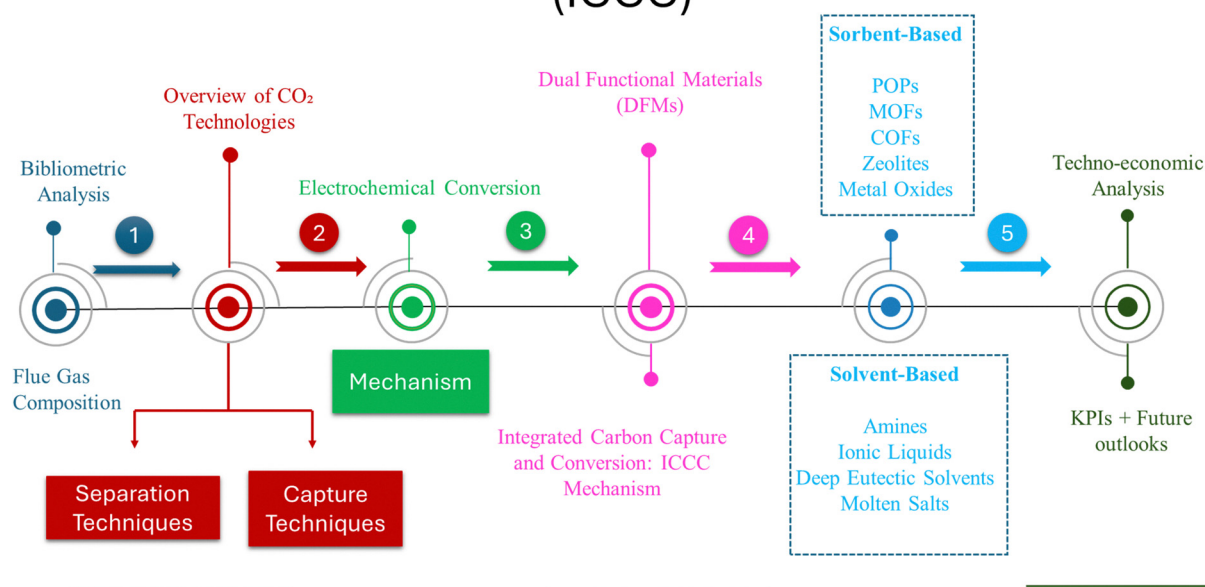 (ICCC)
Bibliometric
Analysis
Flue Gas
Composition
1
Overview of CO₂
Technologies
Separation
Techniques
Capture
Techniques
2
Electrochemical Conversion
Mechanism
3
Dual Functional Materials
(DFMs)
Integrated Carbon Capture
and Conversion: ICCC
Mechanism
4
Sorbent-Based
POPs
MOFs
COFs
Zeolites
Metal Oxides
Solvent-Based
Amines
Ionic Liquids
Deep Eutectic Solvents
Molten Salts
5
Techno-economic
Analysis
KPIs + Future
outlooks